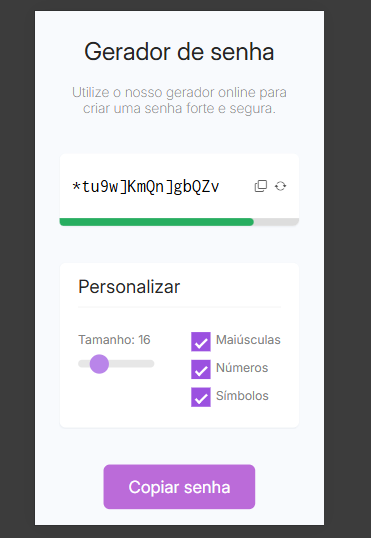 Gerador de senha
Utilize o nosso gerador online para
criar uma senha forte e segura.
*tu9w]KmQn]gbQZv
Personalizar
Tamanho: 16
Maiúsculas
Números
Símbolos
Copiar senha